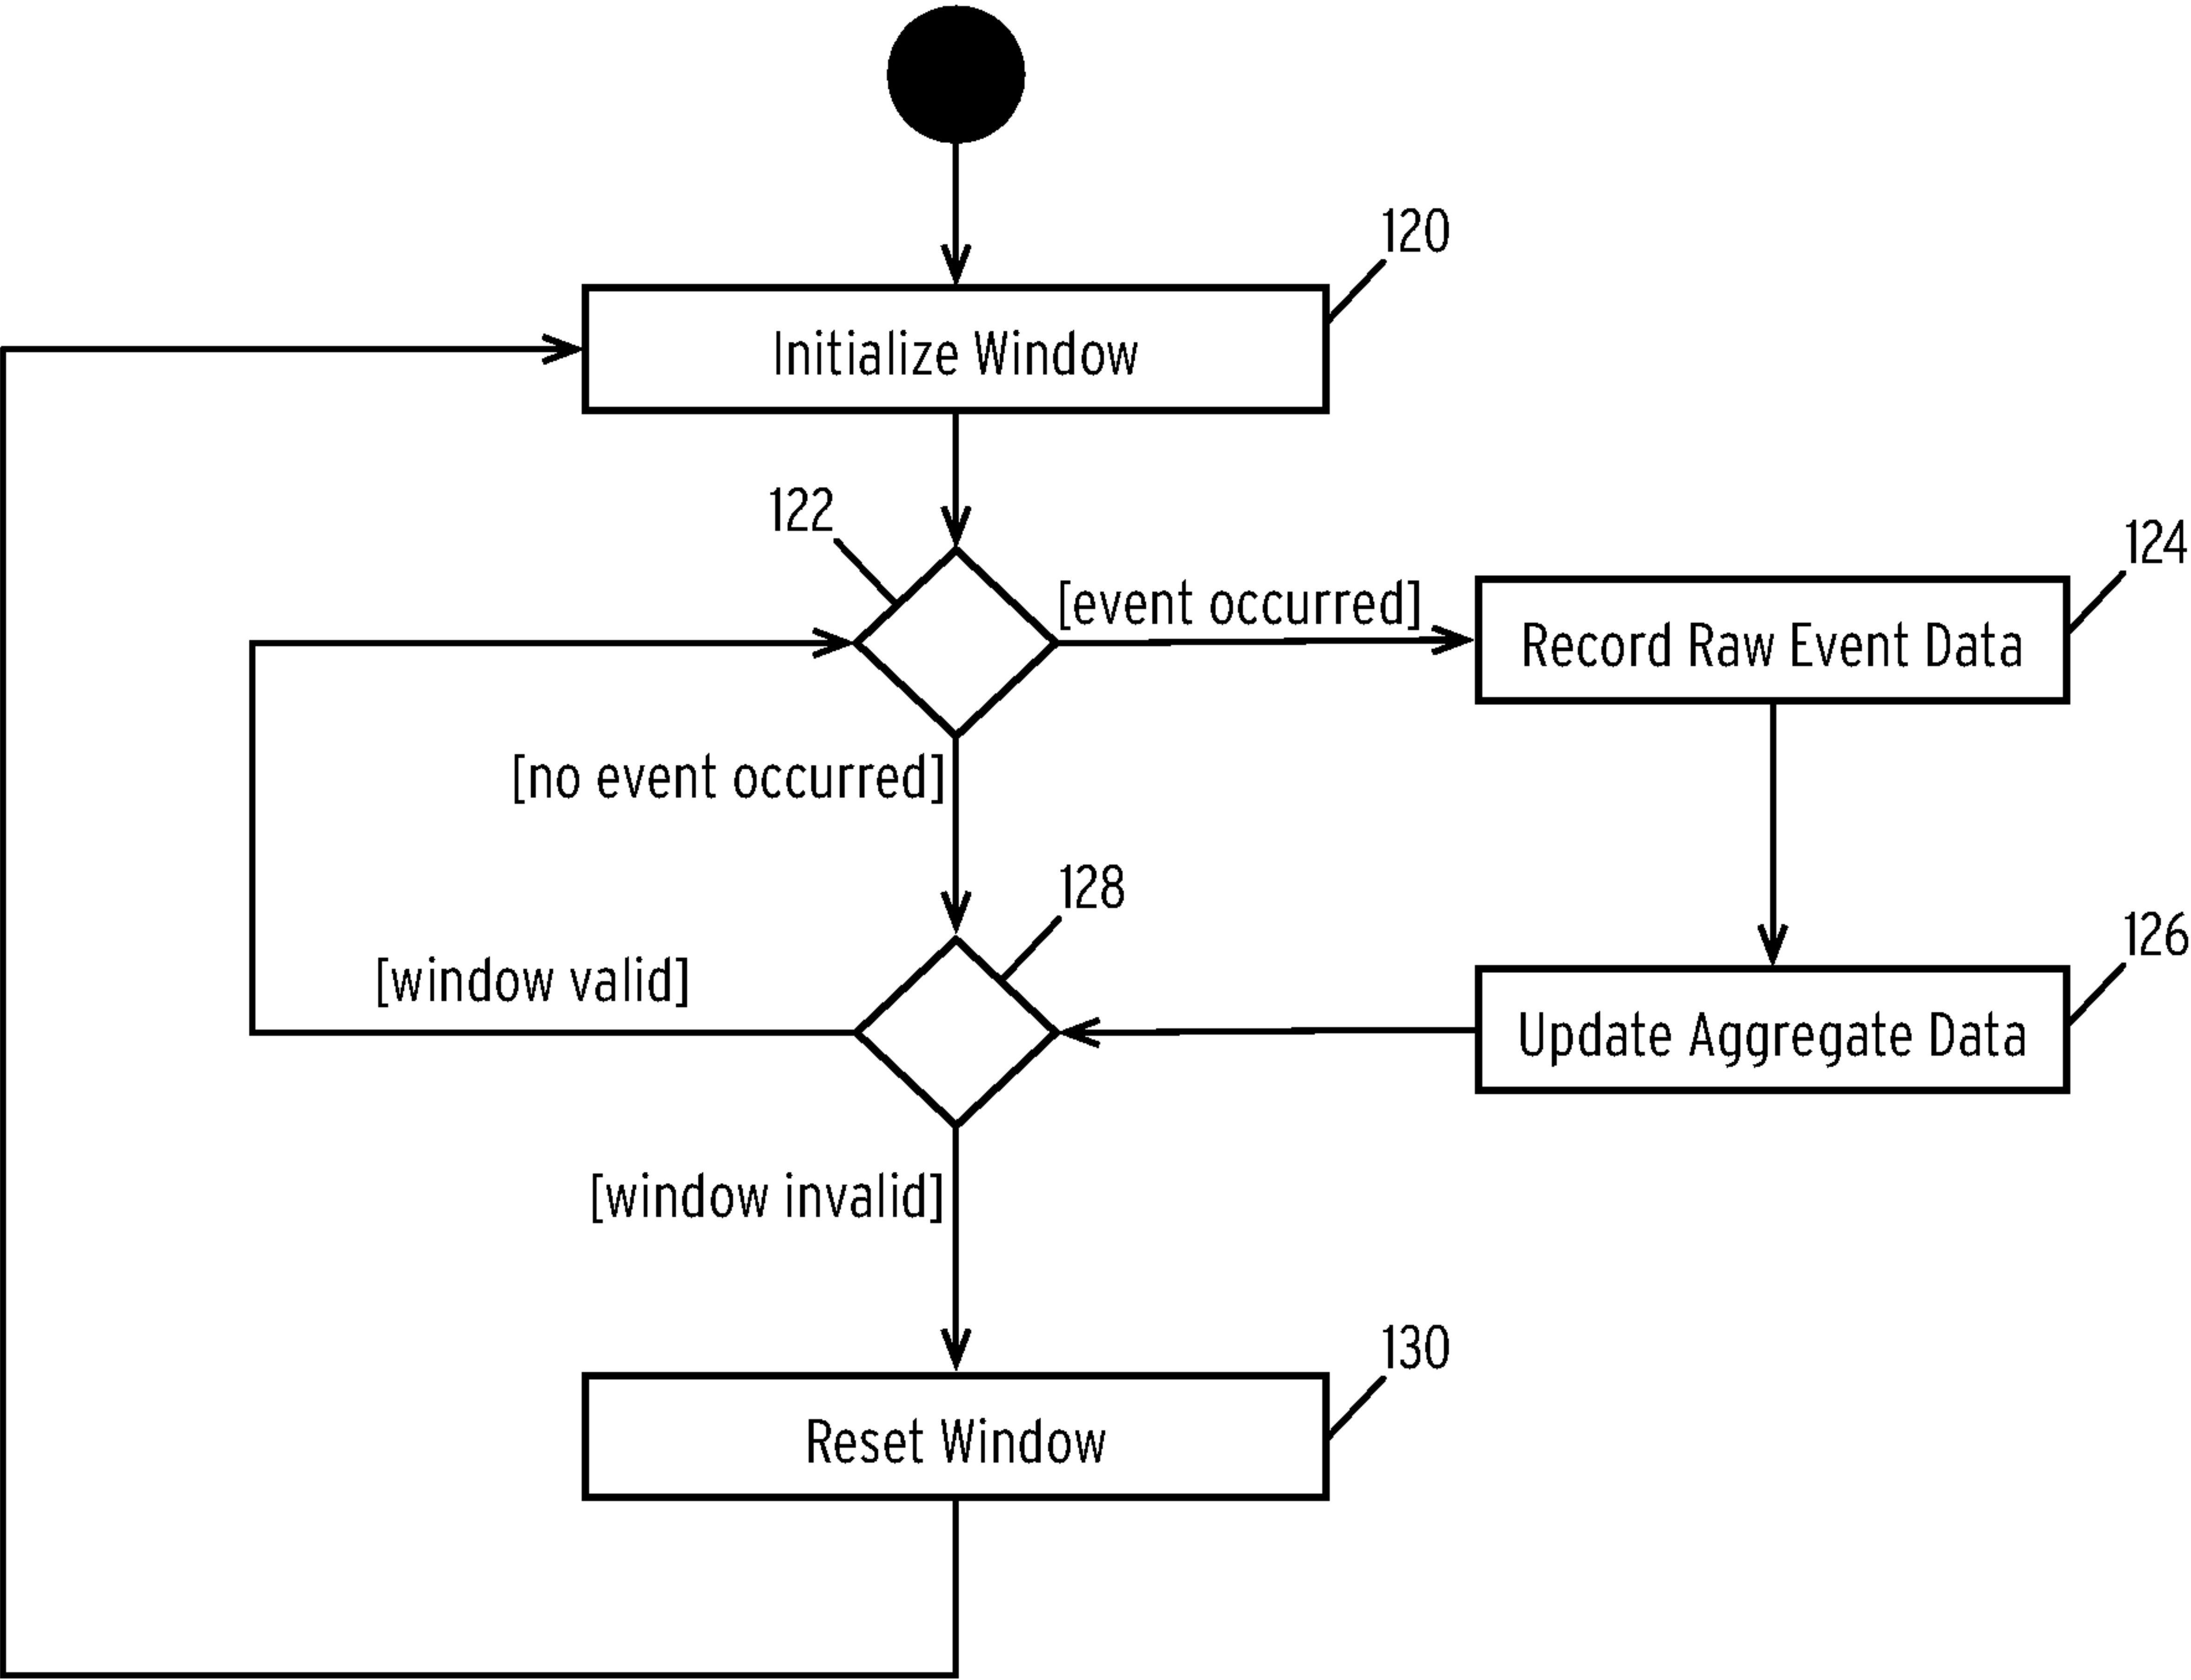 120
Initialize Window
122
[event occurred]
124
Record Raw Event Data
[no event occurred]
128
126
[window valid]
Update Aggregate Data
[window invalid]
130
Reset Window